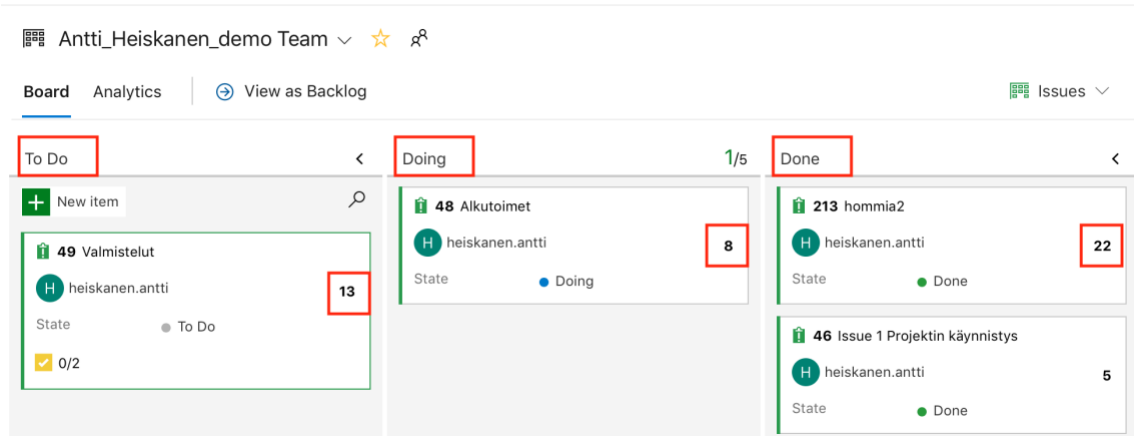 Antti_Heiskanen_demo Team
Board Analytics View as Backlog Issues
To Do
New item
49 Valmistelut
H heiskanen.antti
13
State To Do
0/2
Doing 1/5
48 Alkutoimet
H heiskanen.antti
8
State Doing
Done
213 hommia2
H heiskanen.antti
22
State Done
46 Issue 1 Projektin käynnistys
H heiskanen.antti
5
State Done